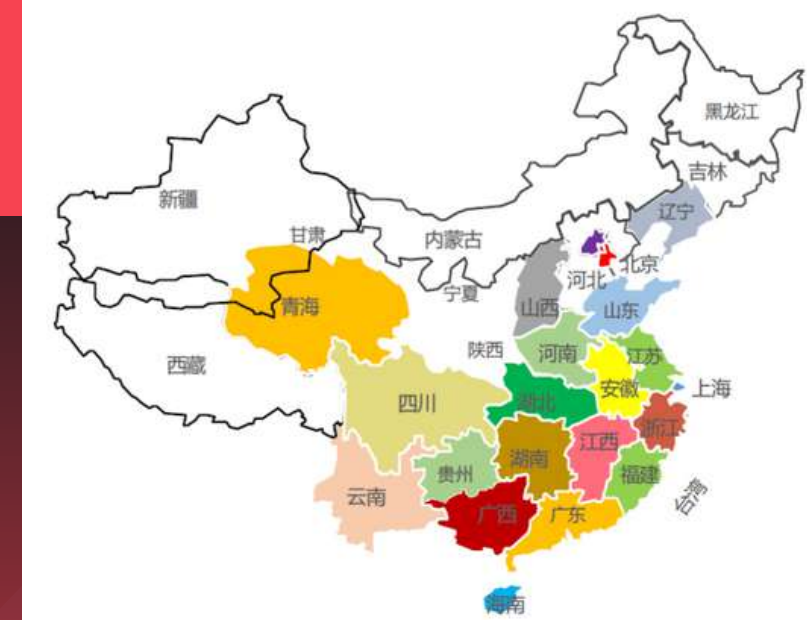 黑龙江
吉林
新疆
辽宁
甘肃
内蒙古
北京
河北
宁夏
青海
山西
山东
陕西
河南
江苏
西藏
安徽
上海
四川
湖北
浙江
江西
湖南
贵州
福建
云南
台湾
广西
广东
海南